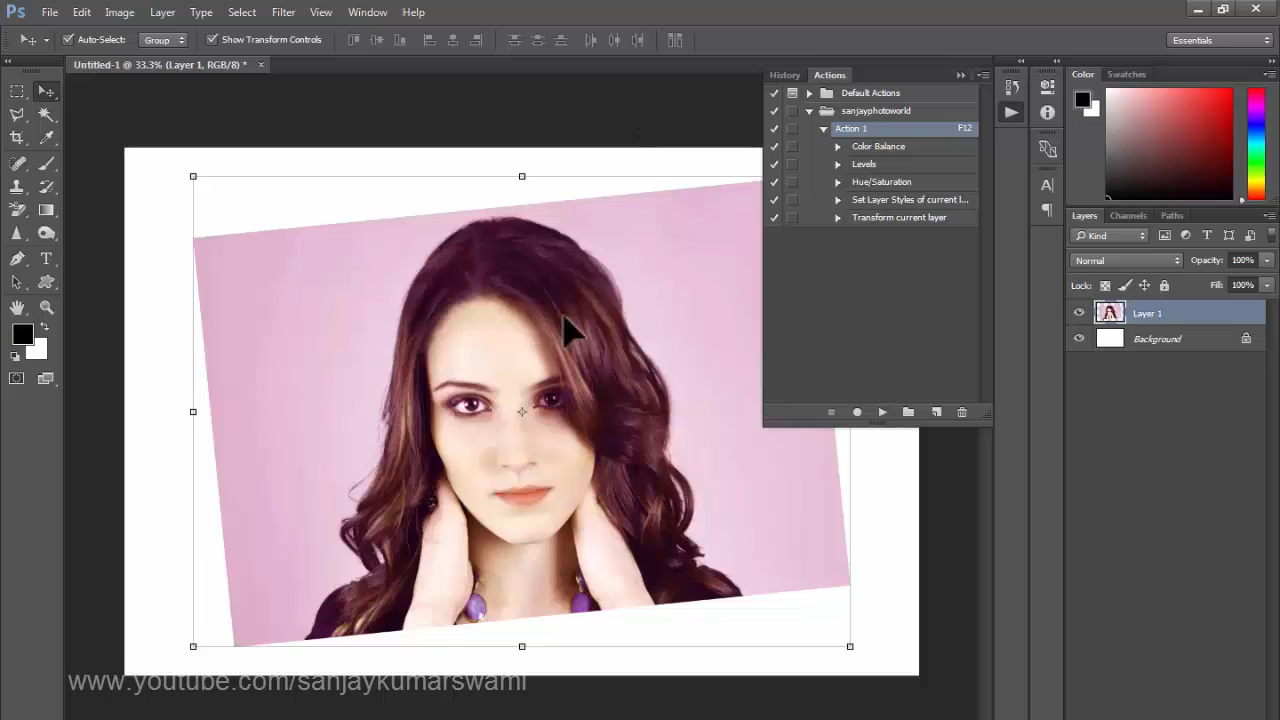 Ps File Edit Image Layer Type Select Filter View Window Help
Auto-Select: Group Show Transform Controls Essentials
Untitled-1 @ 33.3% (Layer 1, RGB/8) *
History Actions
Default Actions
sanjayphotoworld
Action 1 F12
Color Balance
Levels
Hue/Saturation
Set Layer Styles of current l...
Transform current layer
Color Swatches
Layers Channels Paths
Kind
Normal Opacity: 100%
Lock: Fill: 100%
Layer 1
Background
www.youtube.com/sanjaykumarswami